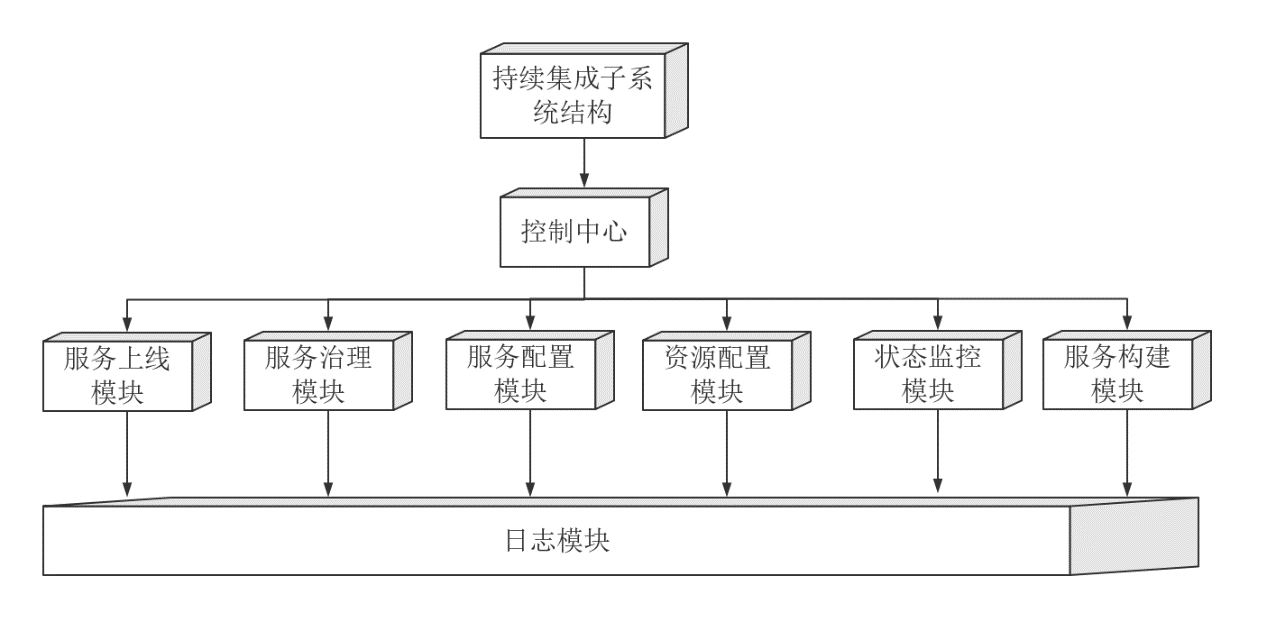 持续集成子系
统结构
控制中心
服务上线
模块
服务治理
模块
服务配置
模块
资源配置
模块
状态监控
模块
服务构建
模块
日志模块